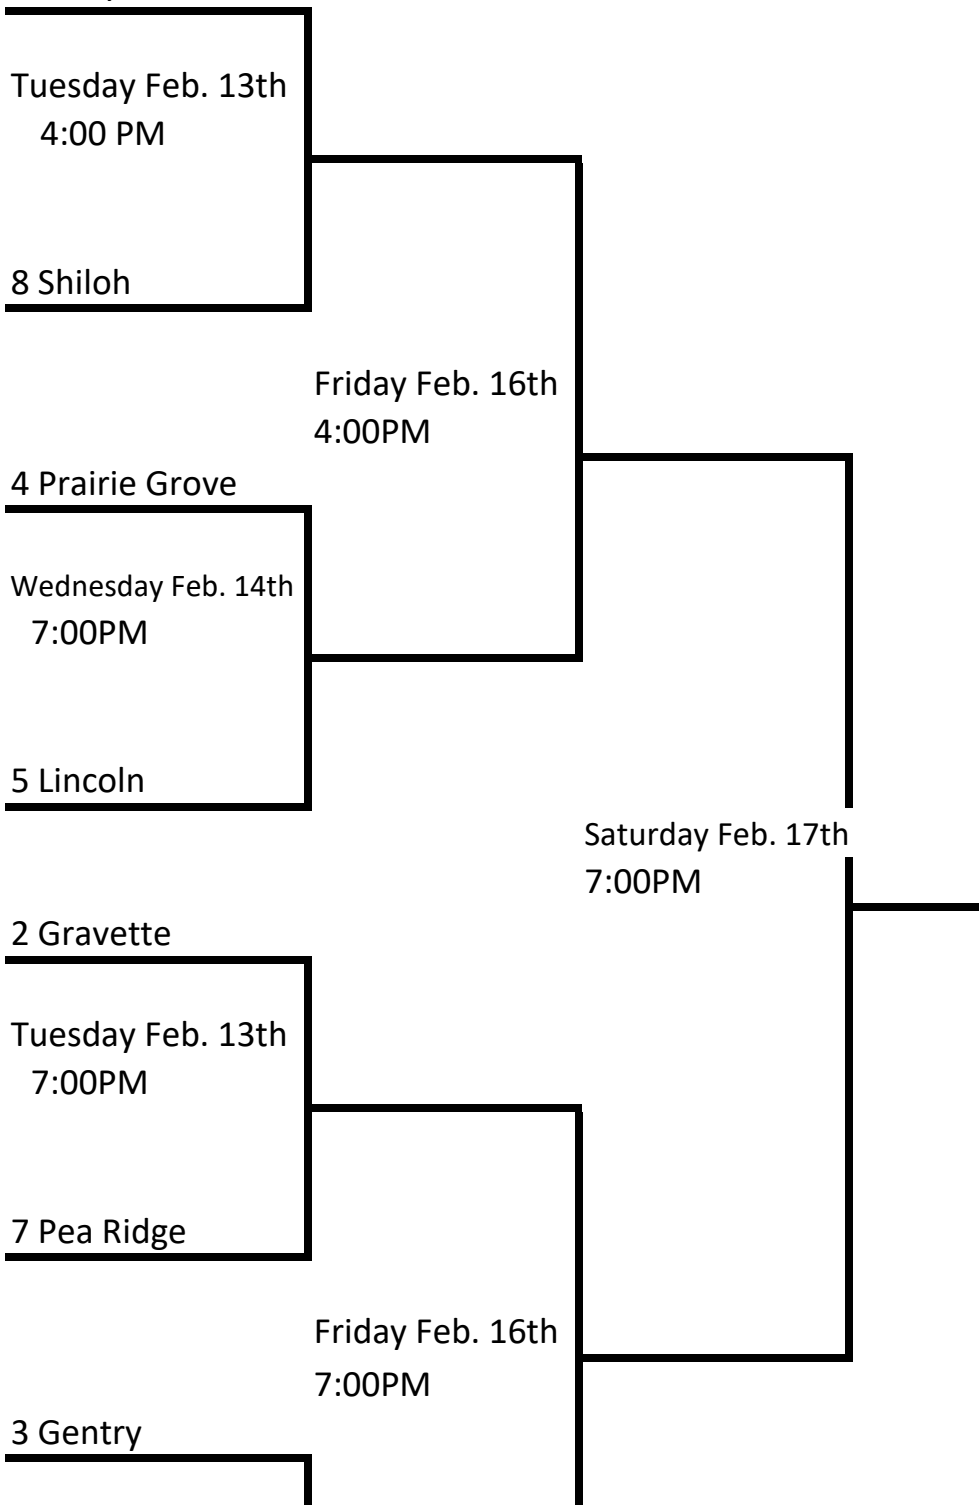 Tuesday Feb. 13th
4:00 PM
8 Shiloh
Friday Feb. 16th
4:00PM
4 Prairie Grove
Wednesday Feb. 14th
7:00PM
5 Lincoln
Saturday Feb. 17th
7:00PM
2 Gravette
Tuesday Feb. 13th
7:00PM
7 Pea Ridge
Friday Feb. 16th
7:00PM
3 Gentry